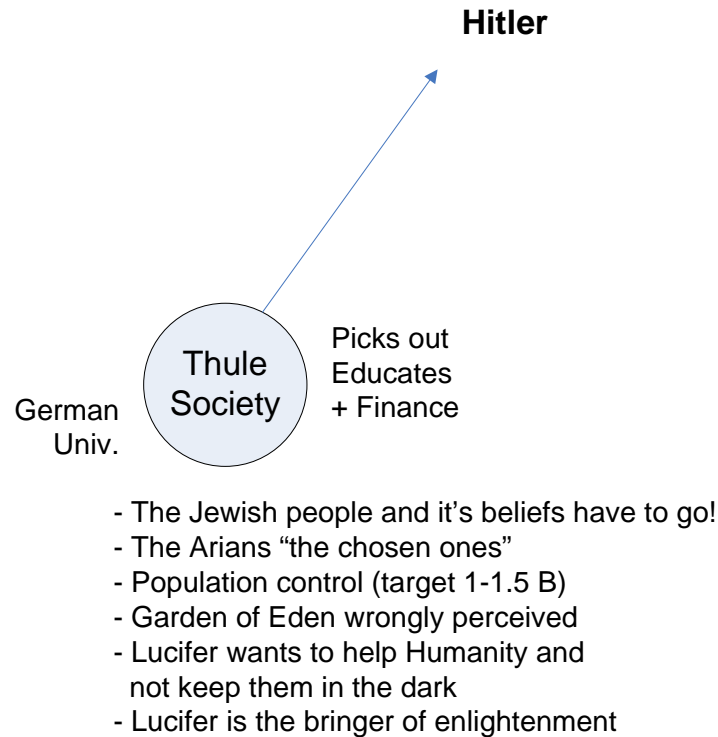 Hitler
Thule
Society
Picks out
Educates
+ Finance
German
Univ.
- The Jewish people and it's beliefs have to go!
- The Arians “the chosen ones”
- Population control (target 1-1.5 B)
- Garden of Eden wrongly perceived
- Lucifer wants to help Humanity and
not keep them in the dark
- Lucifer is the bringer of enlightenment